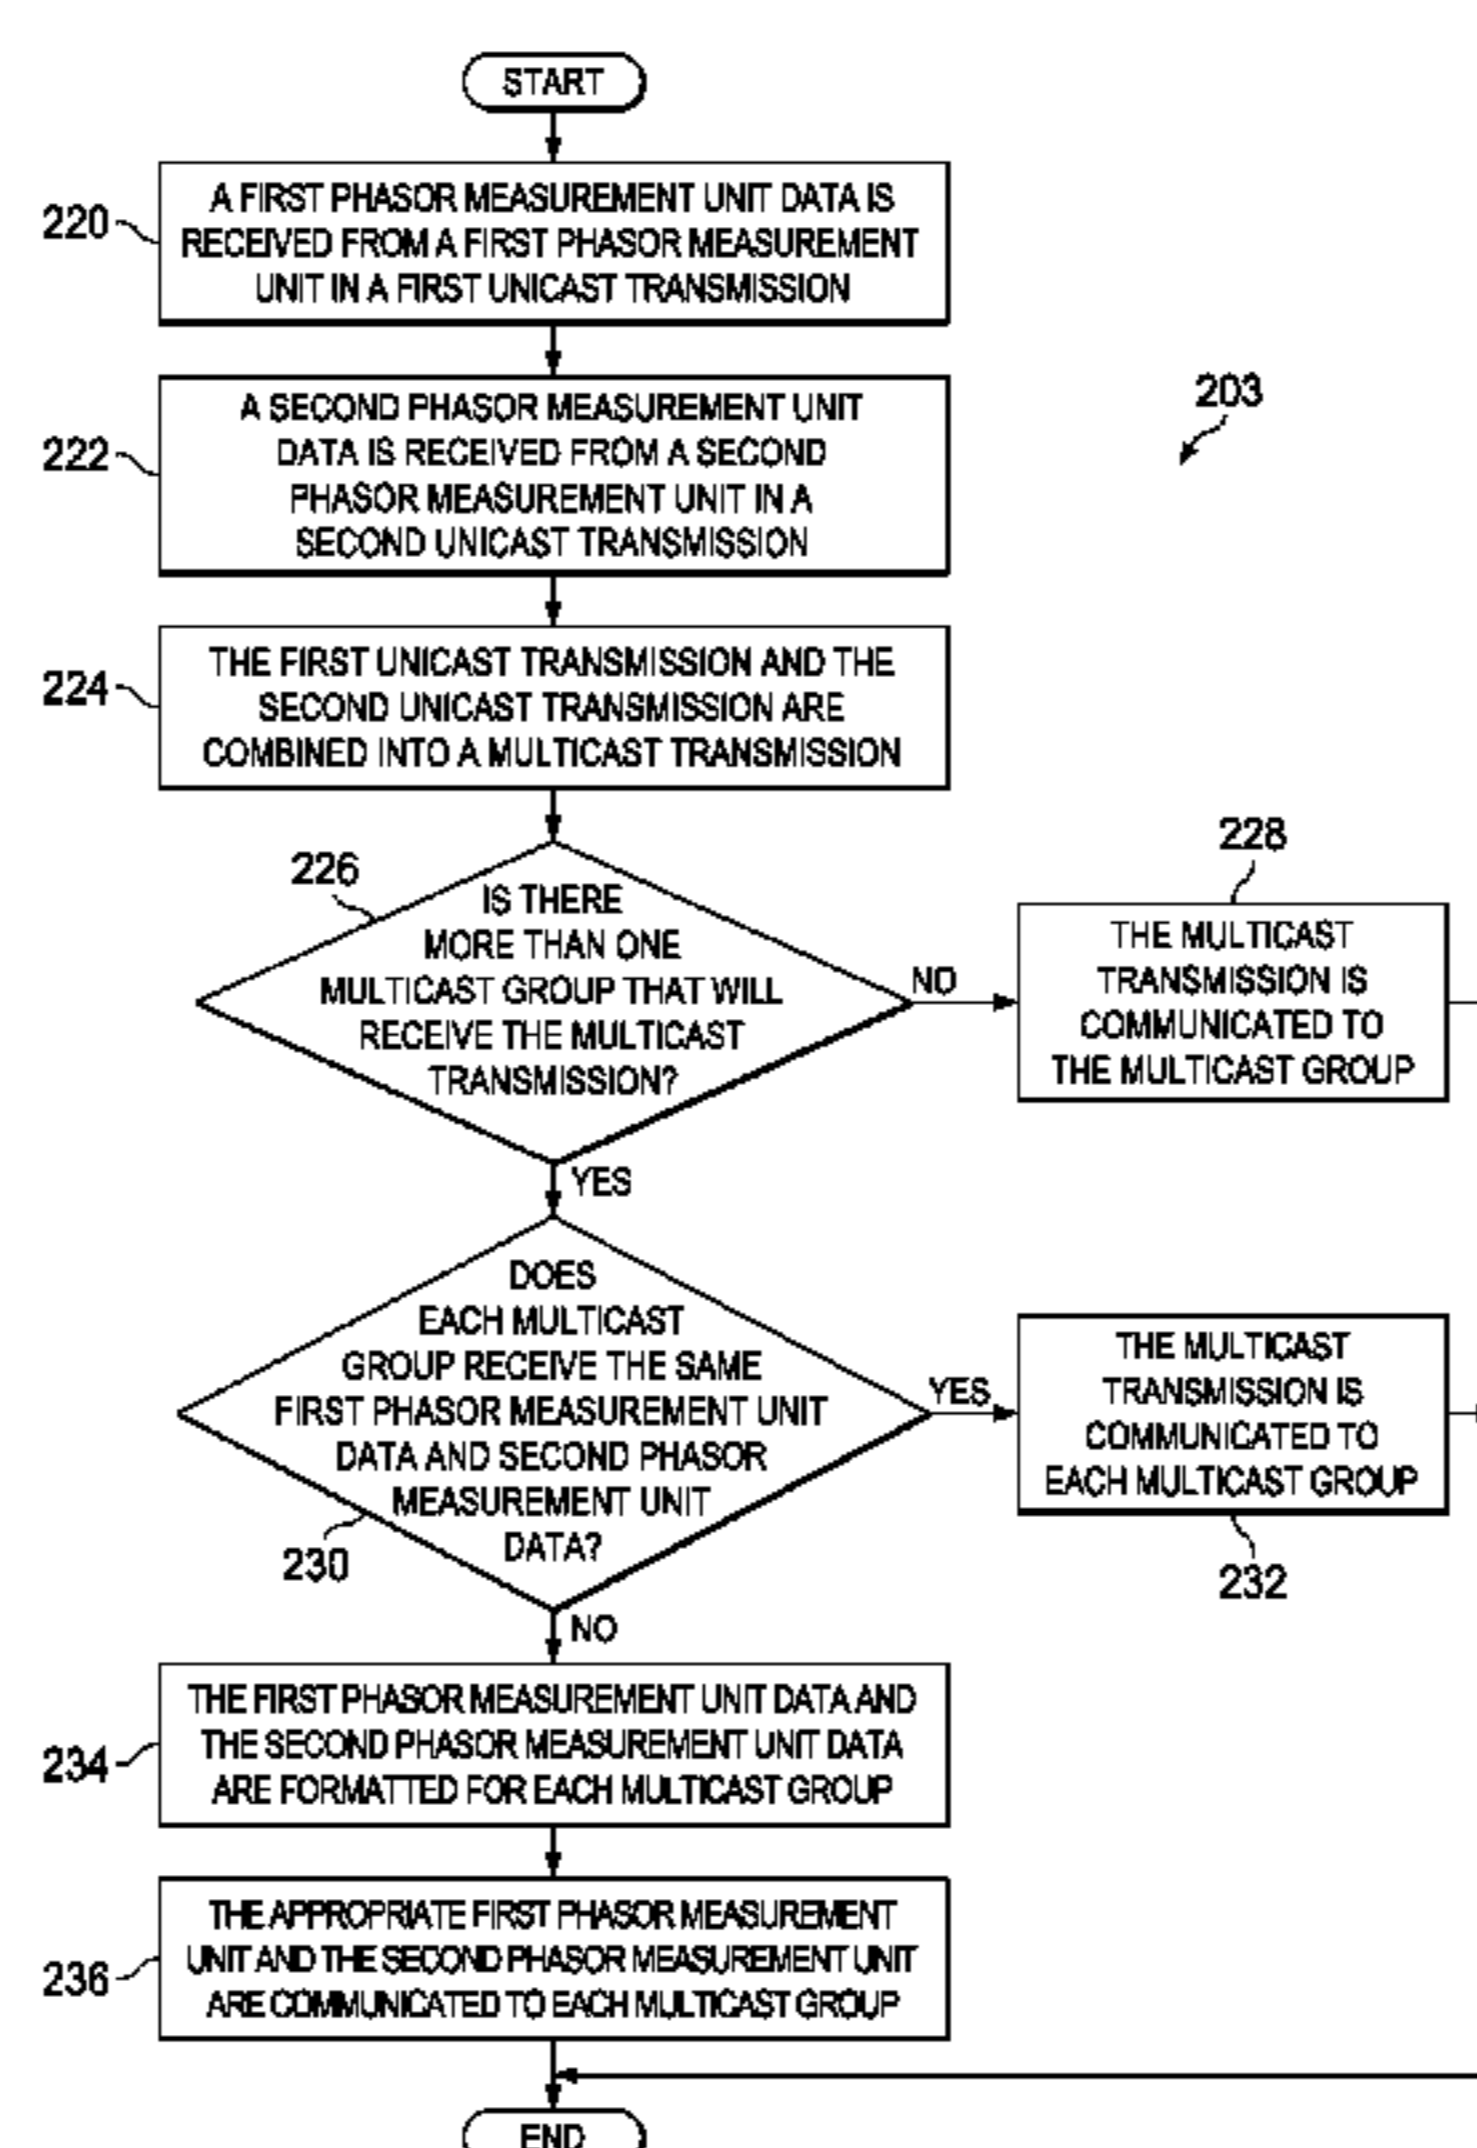 START
220
A FIRST PHASOR MEASUREMENT UNIT DATA IS
RECEIVED FROM A FIRST PHASOR MEASUREMENT
UNIT IN A FIRST UNICAST TRANSMISSION
203
222
A SECOND PHASOR MEASUREMENT UNIT
DATA IS RECEIVED FROM A SECOND
PHASOR MEASUREMENT UNIT IN A
SECOND UNICAST TRANSMISSION
224
THE FIRST UNICAST TRANSMISSION AND THE
SECOND UNICAST TRANSMISSION ARE
COMBINED INTO A MULTICAST TRANSMISSION
226
IS THERE
MORE THAN ONE
MULTICAST GROUP THAT WILL
RECEIVE THE MULTICAST
TRANSMISSION?
NO
228
THE MULTICAST
TRANSMISSION IS
COMMUNICATED TO
THE MULTICAST GROUP
YES
DOES
EACH MULTICAST
GROUP RECEIVE THE SAME
FIRST PHASOR MEASUREMENT UNIT
DATA AND SECOND PHASOR
MEASUREMENT UNIT
DATA?
230
YES
THE MULTICAST
TRANSMISSION IS
COMMUNICATED TO
EACH MULTICAST GROUP
232
NO
234
THE FIRST PHASOR MEASUREMENT UNIT DATA AND
THE SECOND PHASOR MEASUREMENT UNIT DATA
ARE FORMATTED FOR EACH MULTICAST GROUP
236
THE APPROPRIATE FIRST PHASOR MEASUREMENT
UNIT AND THE SECOND PHASOR MEASUREMENT UNIT
ARE COMMUNICATED TO EACH MULTICAST GROUP
END